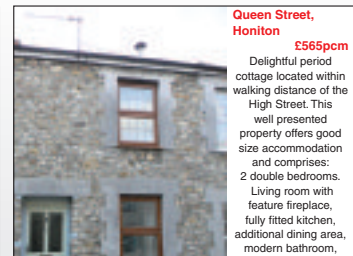 Queen Street,
Honiton
£565pcm
Delightful period
cottage located within
walking distance of the
High Street. This
well presented
property offers good
size accommodation
and comprises:
2 double bedrooms.
Living room with
feature fireplace,
fully fitted kitchen,
additional dining area,
modern bathroom,